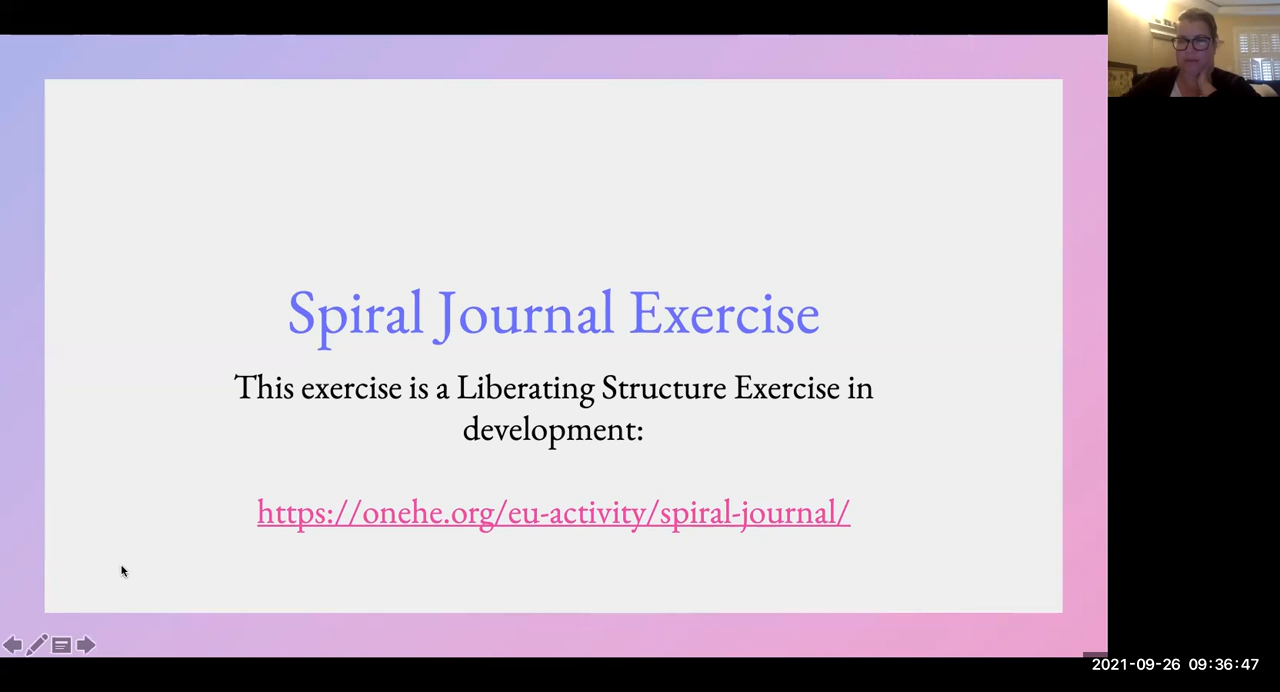 Spiral Journal Exercise
This exercise is a Liberating Structure Exercise in
development:
https://onehe.org/eu-activity/spiral-journal/
2021-09-26 09:36:47